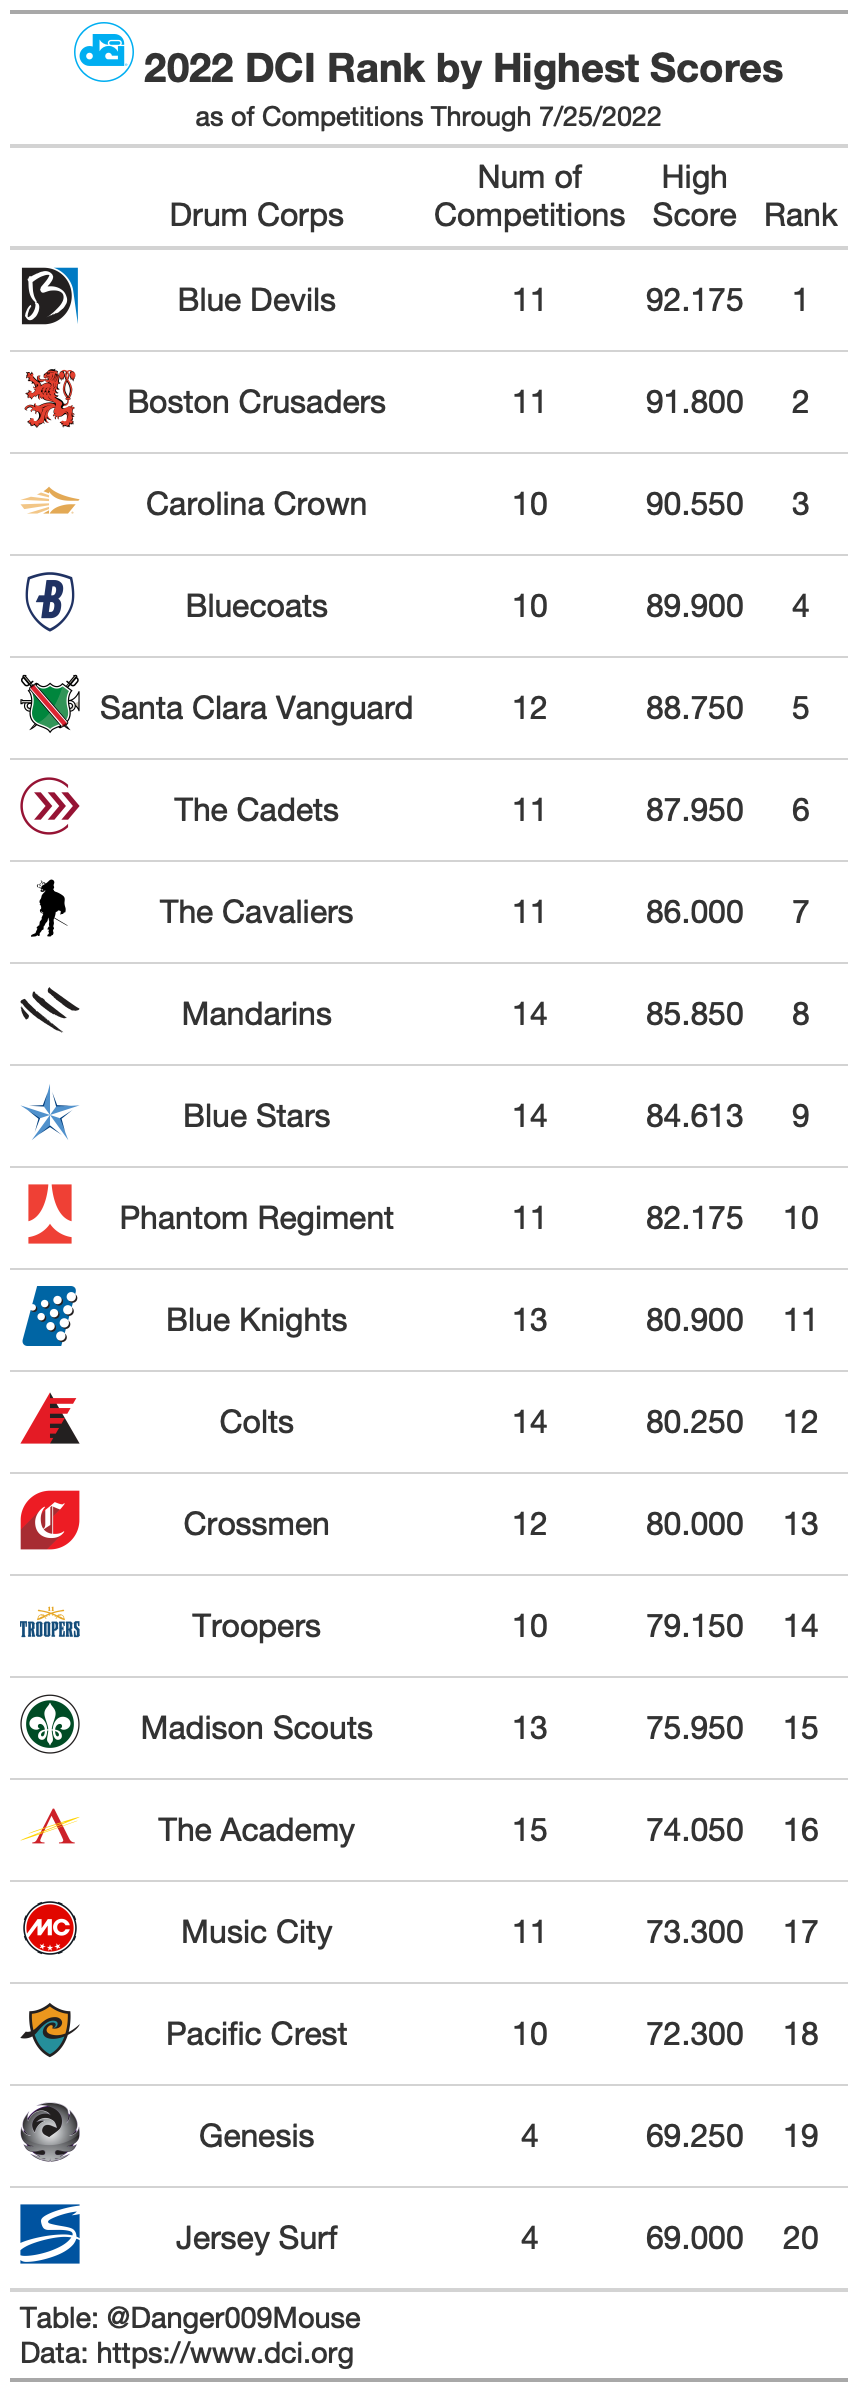 dci
2022 DCI Rank by Highest Scores
as of Competitions Through 7/25/2022
Drum Corps Num of Competitions High Score Rank
B Blue Devils 11 92.175 1
Boston Crusaders 11 91.800 2
Carolina Crown 10 90.550 3
B Bluecoats 10 89.900 4
Santa Clara Vanguard 12 88.750 5
The Cadets 11 87.950 6
The Cavaliers 11 86.000 7
Mandarins 14 85.850 8
Blue Stars 14 84.613 9
Phantom Regiment 11 82.175 10
Blue Knights 13 80.900 11
Colts 14 80.250 12
C Crossmen 12 80.000 13
TROOPERS Troopers 10 79.150 14
Madison Scouts 13 75.950 15
A The Academy 15 74.050 16
MC Music City 11 73.300 17
Pacific Crest 10 72.300 18
Genesis 4 69.250 19
S Jersey Surf 4 69.000 20
Table: @Danger009Mouse
Data: https://www.dci.org